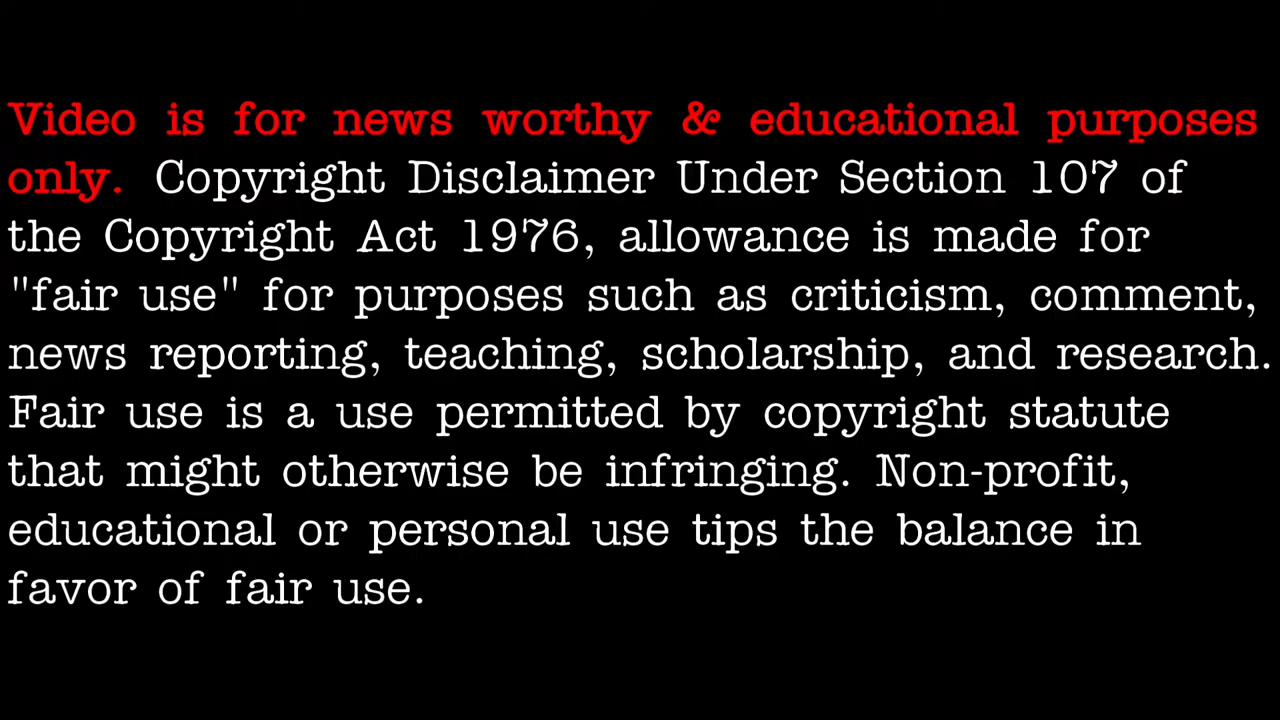 Video is for news worthy & educational purposes
only. Copyright Disclaimer Under Section 107 of
the Copyright Act 1976, allowance is made for
"fair use" for purposes such as criticism, comment,
news reporting, teaching, scholarship, and research.
Fair use is a use permitted by copyright statute
that might otherwise be infringing. Non-profit,
educational or personal use tips the balance in
favor of fair use.